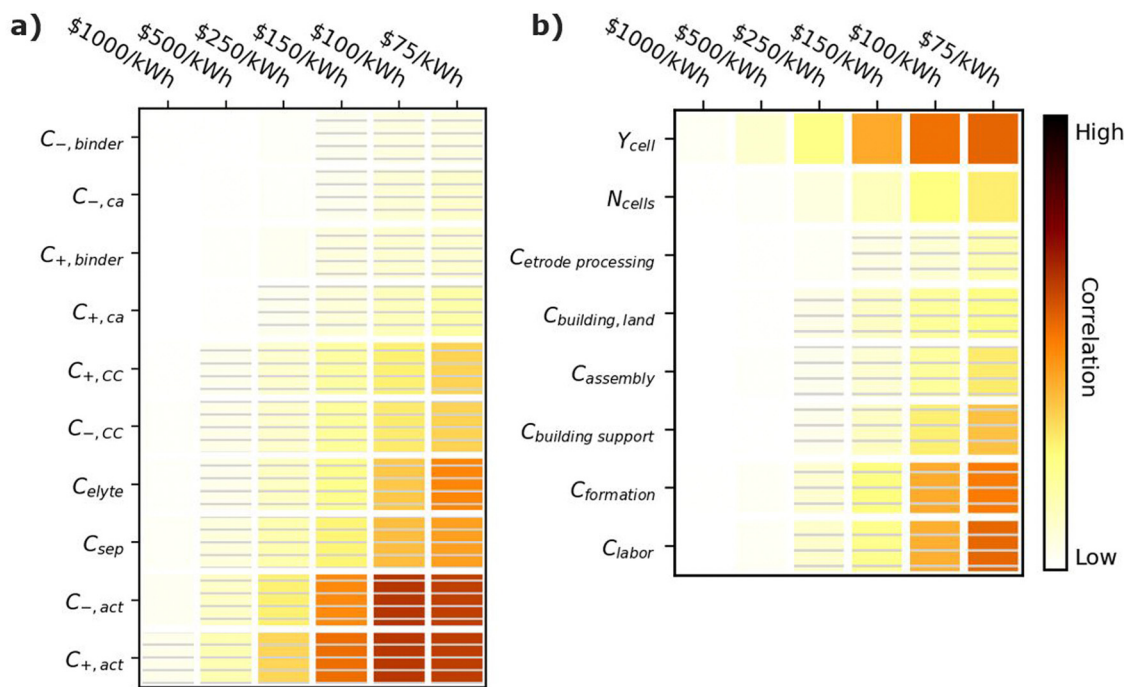 a)
$1000/kWh
$500/kWh
$250/kWh
$150/kWh
$100/kWh
$75/kWh
C−,binder
C−,ca
C+,binder
C+,ca
C+,CC
C−,CC
Celyte
Csep
C−,act
C+,act
b)
$1000/kWh
$500/kWh
$250/kWh
$150/kWh
$100/kWh
$75/kWh
Ycell
Ncells
Cetrode processing
Cbuilding,land
Cassembly
Cbuilding support
Cformation
Clabor
High
Correlation
Low